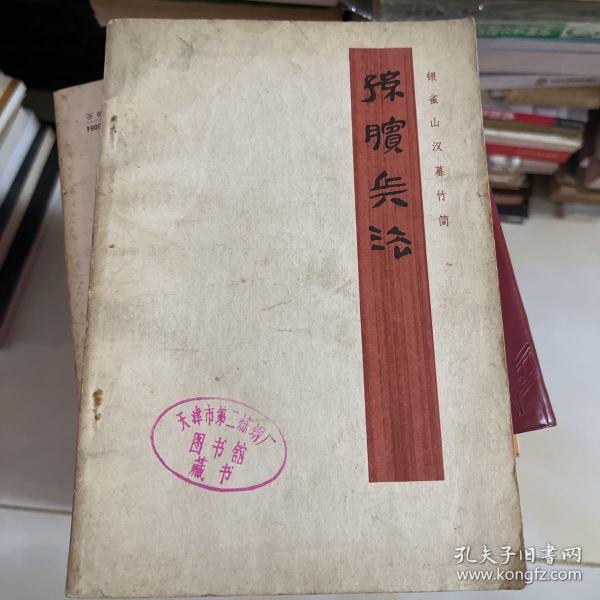 孙膑兵法
银雀山汉墓竹简
天津市第二炼钢厂
图书馆
藏书
孔夫子旧书网
www.kongfz.com